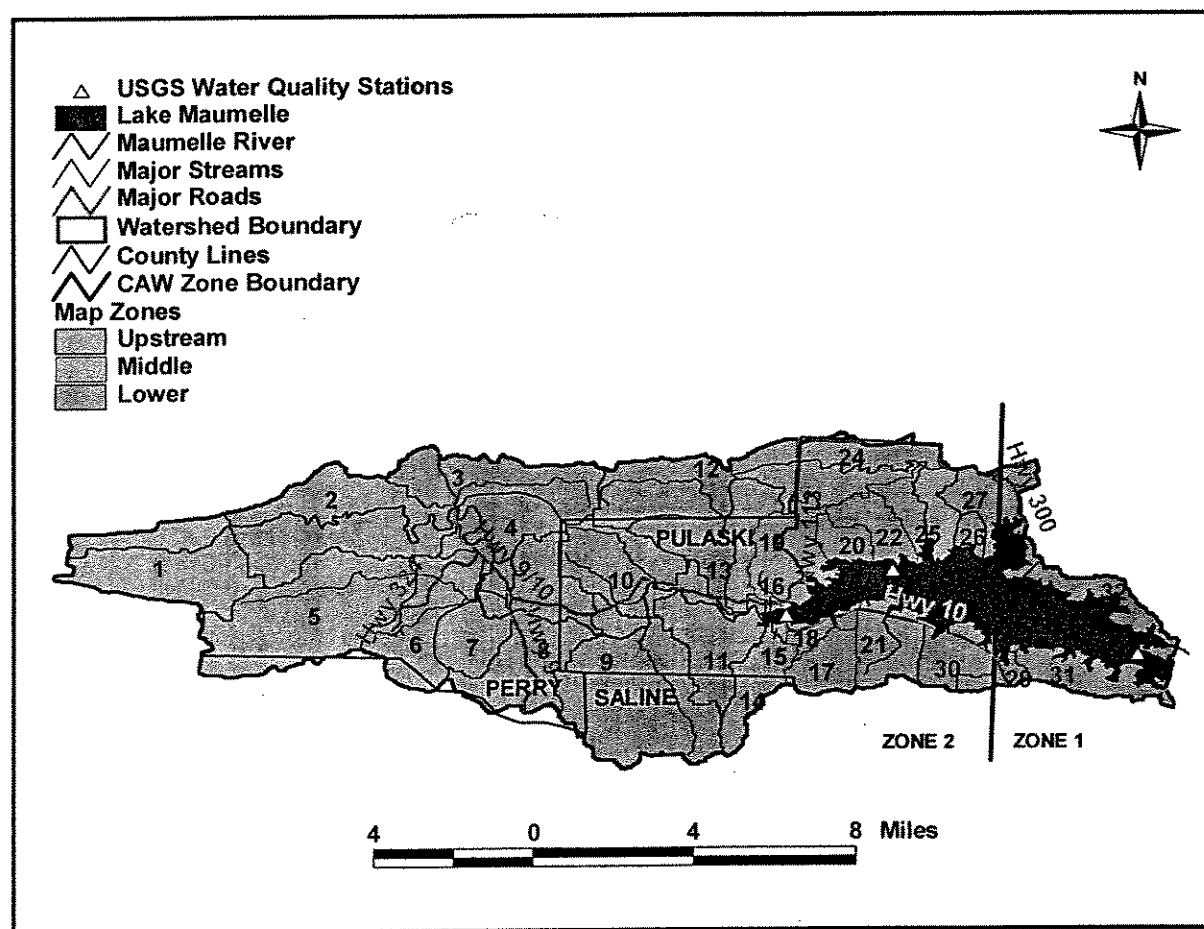 N
USGS Water Quality Stations
Lake Maumelle
Maumelle River
Major Streams
Major Roads
Watershed Boundary
County Lines
CAW Zone Boundary
Map Zones
Upstream
Middle
Lower
1
2
3
4
5
6
7
8
9
10
11
12
13
14
15
16
17
18
20
21
22
24
25
26
27
30
31
9/10
PULASKI
PERRY
SALINE
Hwy 113
Hwy 10
300
ZONE 2
ZONE 1
4 0 4 8 Miles